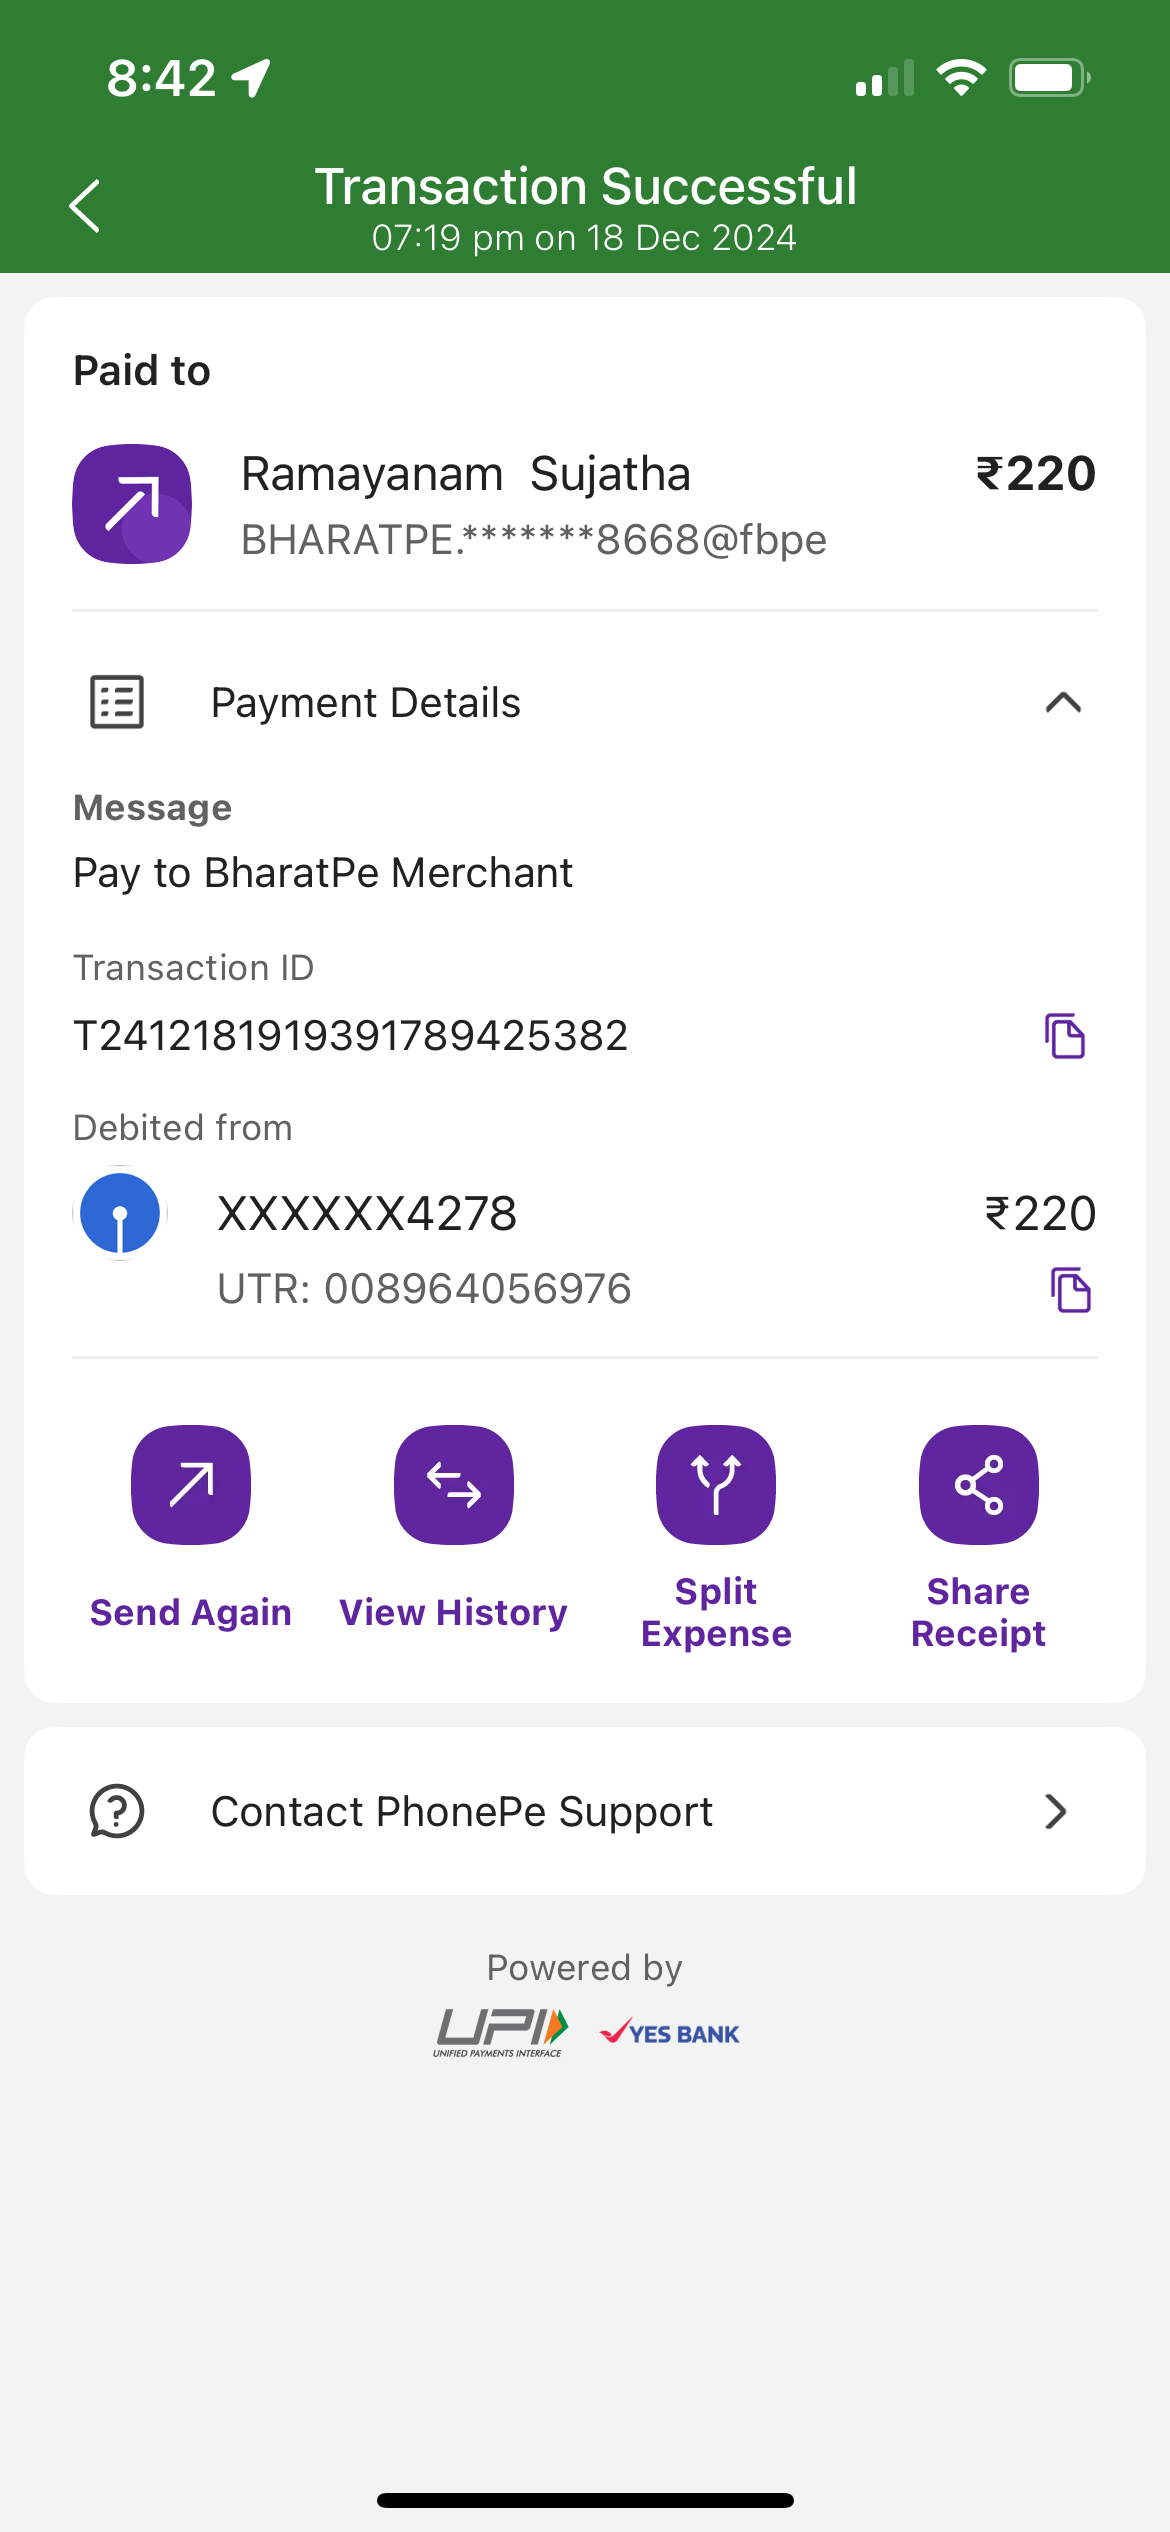 8:42
Transaction Successful
07:19 pm on 18 Dec 2024
Paid to
Ramayanam  Sujatha
₹220
BHARATPE.*******8668@fbpe
Payment Details
Message
Pay to BharatPe Merchant
Transaction ID
T2412181919391789425382
Debited from
XXXXXX4278
₹220
UTR: 008964056976
Send Again
View History
Split
Expense
Share
Receipt
Contact PhonePe Support
Powered by
UPI
UNIFIED PAYMENTS INTERFACE
YES BANK